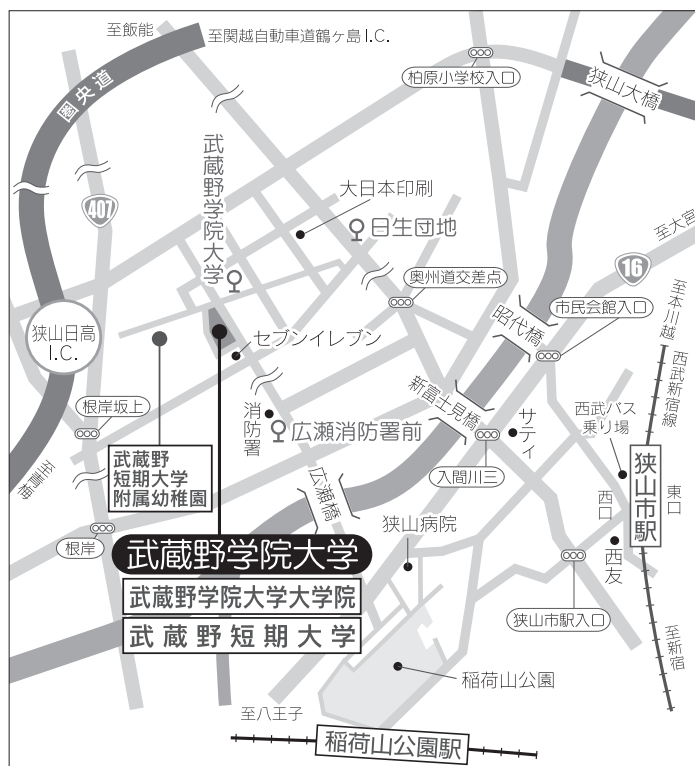 至飯能
至関越自動車道鶴ヶ島I.C.
圏央道
柏原小学校入口
狭山大橋
407
武蔵野学院大学
大日本印刷
日生団地
至大宮
16
奥州道交差点
昭代橋
市民会館入口
至本川越
西武新宿線
狭山日高
I.C.
セブンイレブン
新富士見橋
サティ
西武バス
乗り場
根岸坂上
消防署
広瀬消防署前
入間川三
狭山市駅
東口
西口
西友
至青梅
武蔵野
短期大学
附属幼稚園
広瀬橋
狭山病院
根岸
武蔵野学院大学
武蔵野学院大学大学院
武蔵野短期大学
狭山市駅入口
至新宿
稲荷山公園
至八王子
稲荷山公園駅